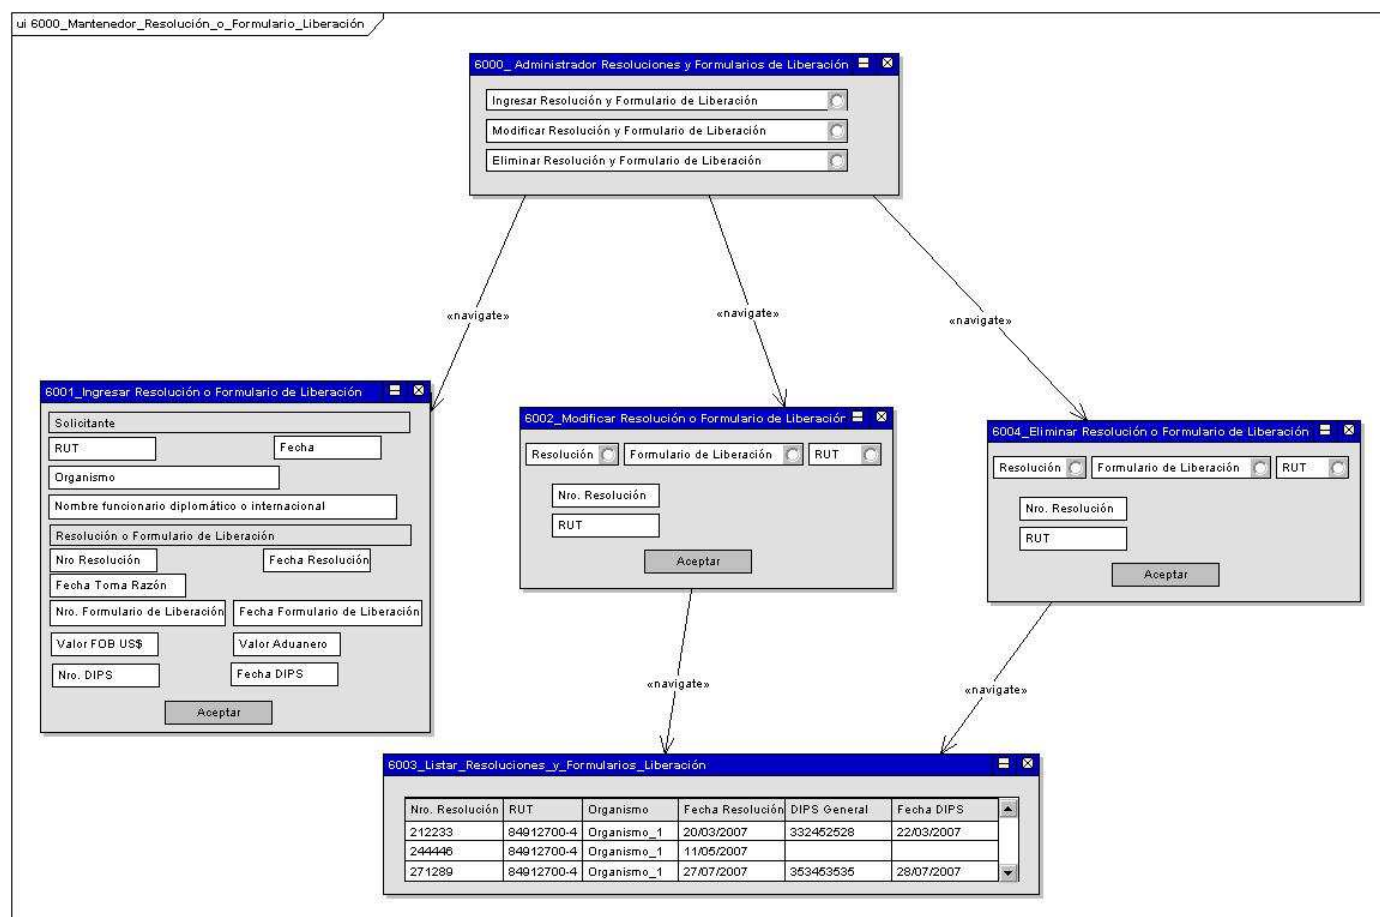 ui 6000_Mantenedor_Resolución_o_Formulario_Liberación
6000_ Administrador Resoluciones y Formularios de Liberación
Ingresar Resolución y Formulario de Liberación
Modificar Resolución y Formulario de Liberación
Eliminar Resolución y Formulario de Liberación
«navigate»
«navigate»
«navigate»
6001_Ingresar Resolución o Formulario de Liberación
Solicitante
RUT Fecha
Organismo
Nombre funcionario diplomático o internacional
Resolución o Formulario de Liberación
Nro Resolución Fecha Resolución
Fecha Toma Razón
Nro. Formulario de Liberación Fecha Formulario de Liberación
Valor FOB US$ Valor Aduanero
Nro. DIPS Fecha DIPS
Aceptar
6002_Modificar Resolución o Formulario de Liberación
Resolución Formulario de Liberación RUT
Nro. Resolución
RUT
Aceptar
6004_Eliminar Resolución o Formulario de Liberación
Resolución Formulario de Liberación RUT
Nro. Resolución
RUT
Aceptar
«navigate»
«navigate»
6003_Listar_Resoluciones_y_Formularios_Liberación
Nro. Resolución RUT Organismo Fecha Resolución DIPS General Fecha DIPS
212233 84912700-4 Organismo_1 20/03/2007 332452528 22/03/2007
244446 84912700-4 Organismo_1 11/05/2007
271289 84912700-4 Organismo_1 27/07/2007 353453535 28/07/2007